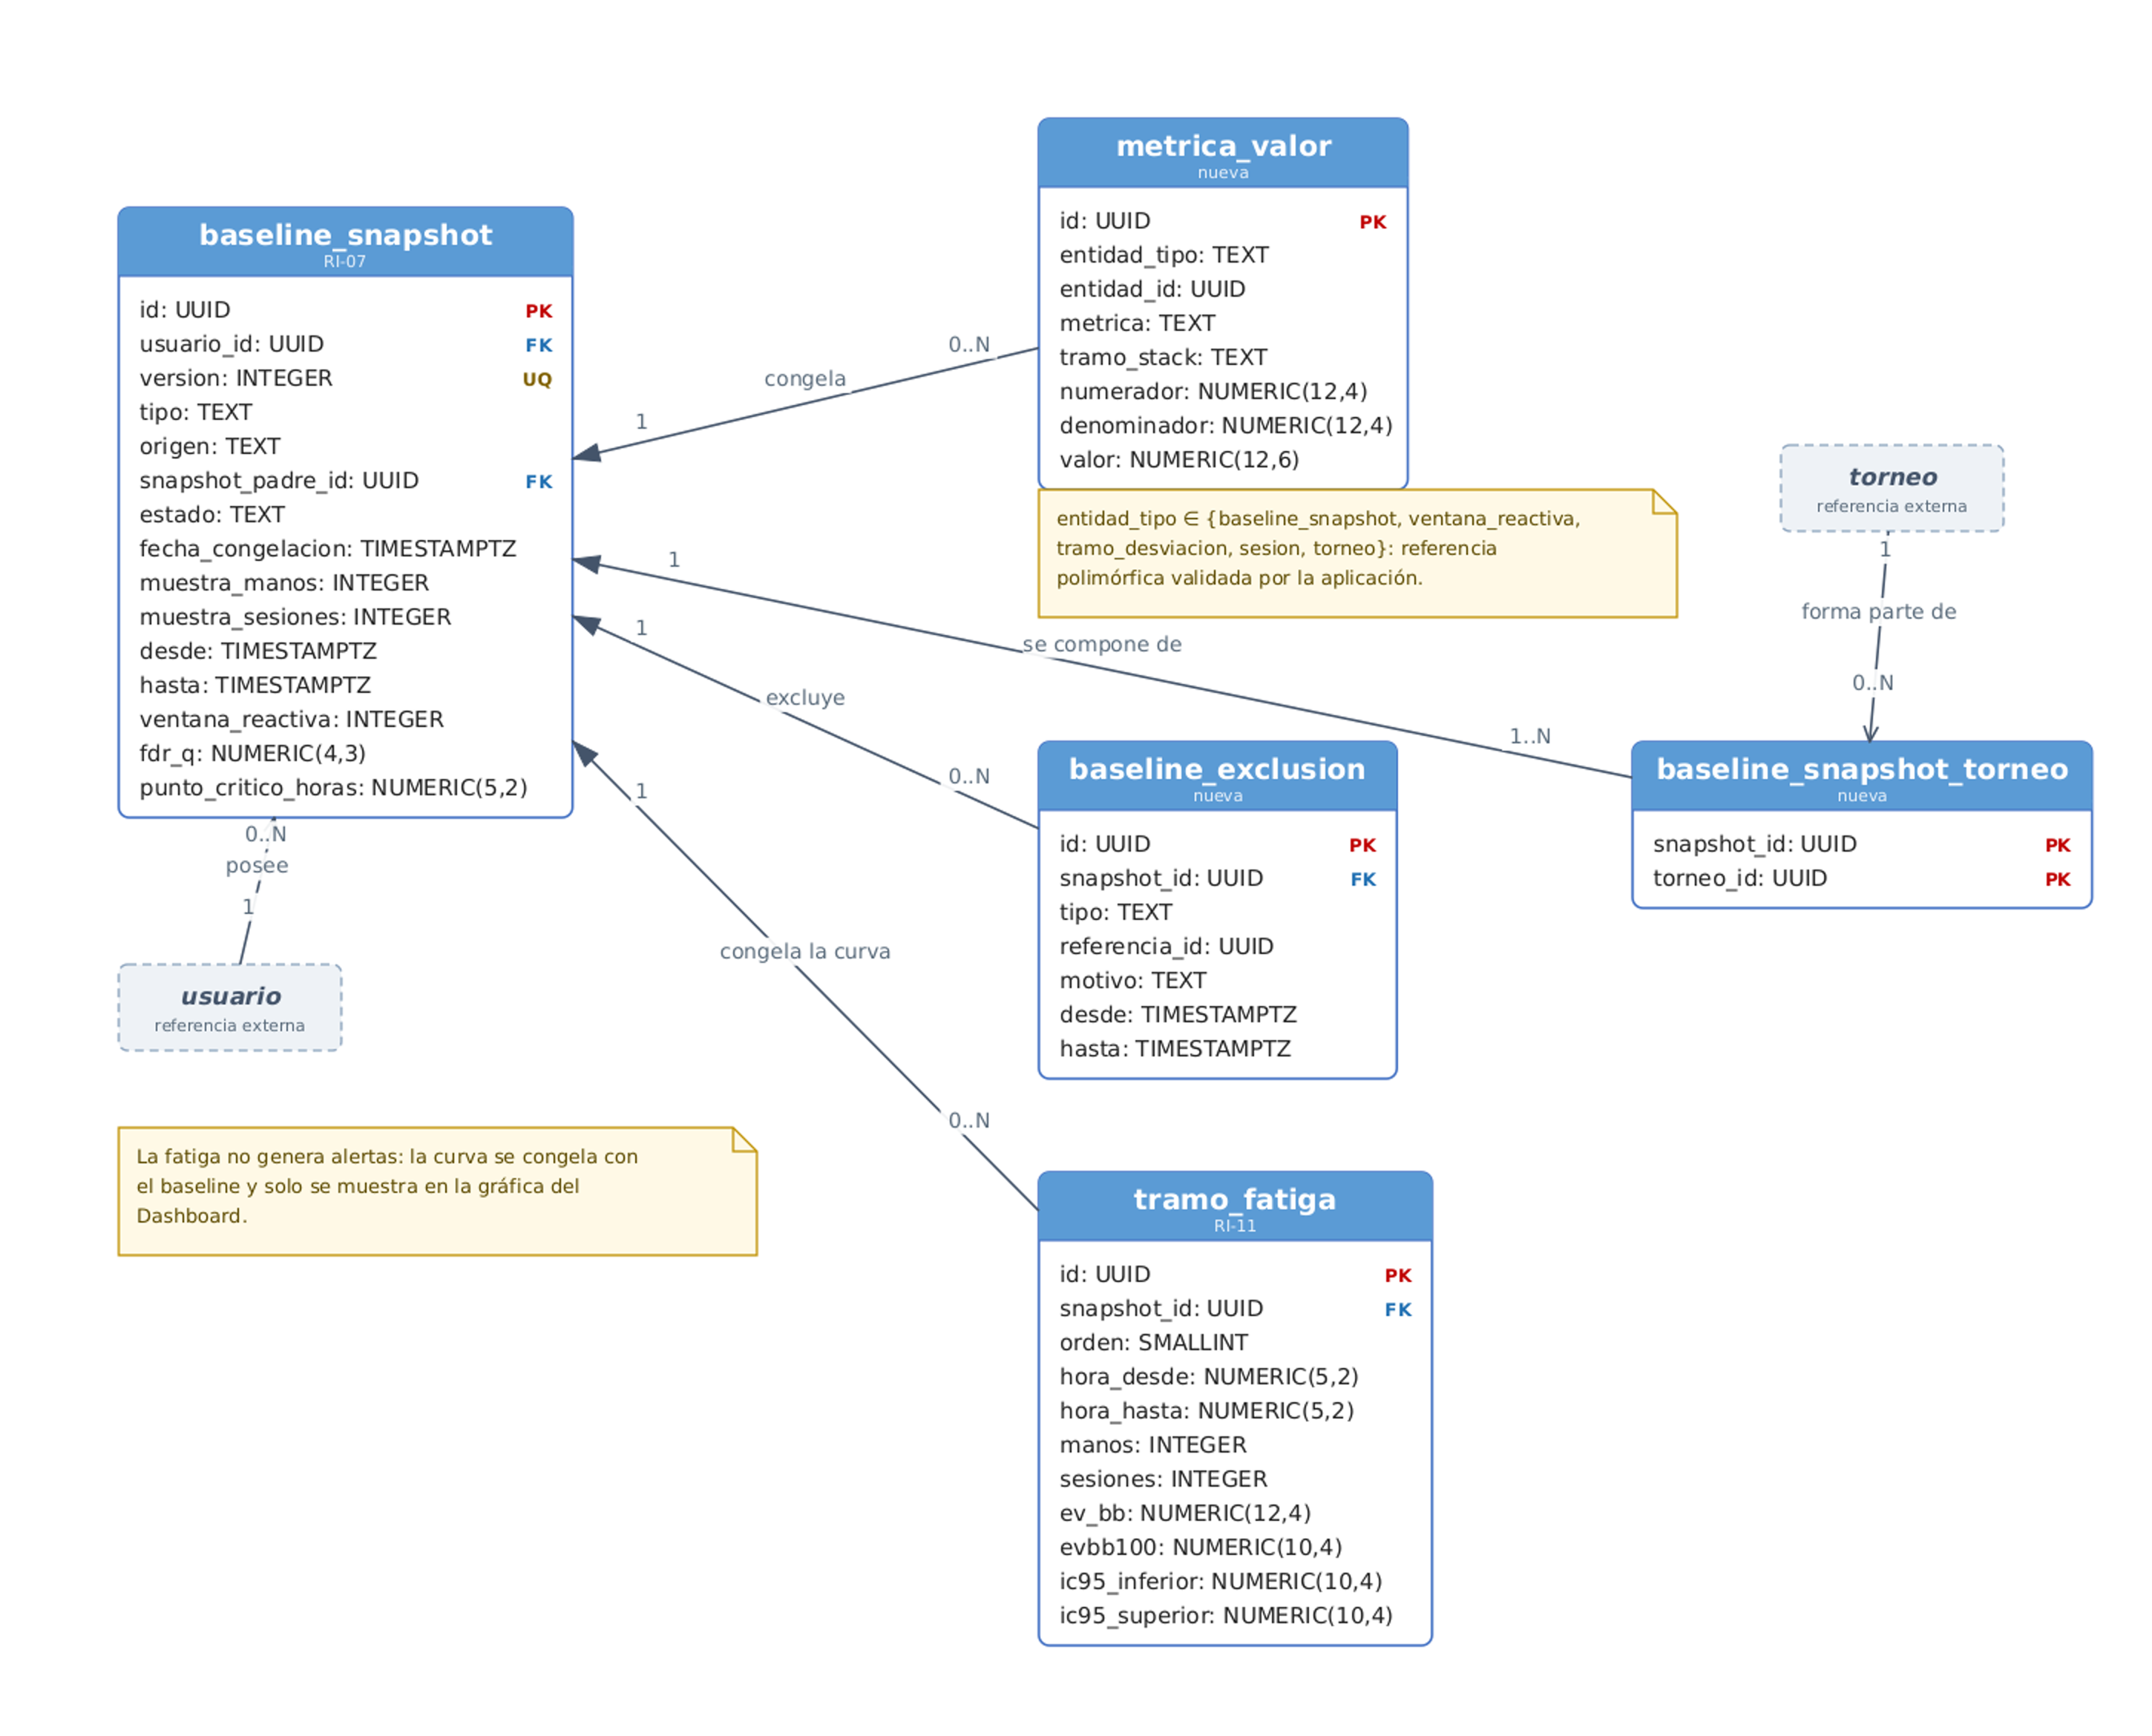 metrica_valor
nueva
id: UUID PK
entidad_tipo: TEXT
entidad_id: UUID
metrica: TEXT
tramo_stack: TEXT
numerador: NUMERIC(12,4)
denominador: NUMERIC(12,4)
valor: NUMERIC(12,6)
entidad_tipo ∈ {baseline_snapshot, ventana_reactiva,
tramo_desviacion, sesion, torneo}: referencia
polimórfica validada por la aplicación.
baseline_snapshot
RI-07
id: UUID PK
usuario_id: UUID FK
version: INTEGER UQ
tipo: TEXT
origen: TEXT
snapshot_padre_id: UUID FK
estado: TEXT
fecha_congelacion: TIMESTAMPTZ
muestra_manos: INTEGER
muestra_sesiones: INTEGER
desde: TIMESTAMPTZ
hasta: TIMESTAMPTZ
ventana_reactiva: INTEGER
fdr_q: NUMERIC(4,3)
punto_critico_horas: NUMERIC(5,2)
0..N
congela
1
1
se compone de
1..N
1
excluye
0..N
1
congela la curva
0..N
torneo
referencia externa
1
forma parte de
0..N
baseline_snapshot_torneo
nueva
snapshot_id: UUID PK
torneo_id: UUID PK
baseline_exclusion
nueva
id: UUID PK
snapshot_id: UUID FK
tipo: TEXT
referencia_id: UUID
motivo: TEXT
desde: TIMESTAMPTZ
hasta: TIMESTAMPTZ
0..N
posee
1
usuario
referencia externa
La fatiga no genera alertas: la curva se congela con
el baseline y solo se muestra en la gráfica del
Dashboard.
tramo_fatiga
RI-11
id: UUID PK
snapshot_id: UUID FK
orden: SMALLINT
hora_desde: NUMERIC(5,2)
hora_hasta: NUMERIC(5,2)
manos: INTEGER
sesiones: INTEGER
ev_bb: NUMERIC(12,4)
evbb100: NUMERIC(10,4)
ic95_inferior: NUMERIC(10,4)
ic95_superior: NUMERIC(10,4)